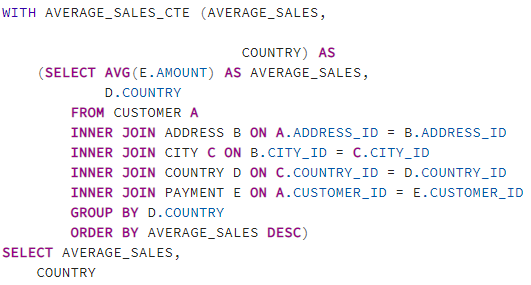 WITH AVERAGE_SALES_CTE (AVERAGE_SALES,
COUNTRY) AS
(SELECT AVG(E.AMOUNT) AS AVERAGE_SALES,
D.COUNTRY
FROM CUSTOMER A
INNER JOIN ADDRESS B ON A.ADDRESS_ID = B.ADDRESS_ID
INNER JOIN CITY C ON B.CITY_ID = C.CITY_ID
INNER JOIN COUNTRY D ON C.COUNTRY_ID = D.COUNTRY_ID
INNER JOIN PAYMENT E ON A.CUSTOMER_ID = E.CUSTOMER_ID
GROUP BY D.COUNTRY
ORDER BY AVERAGE_SALES DESC)
SELECT AVERAGE_SALES,
COUNTRY